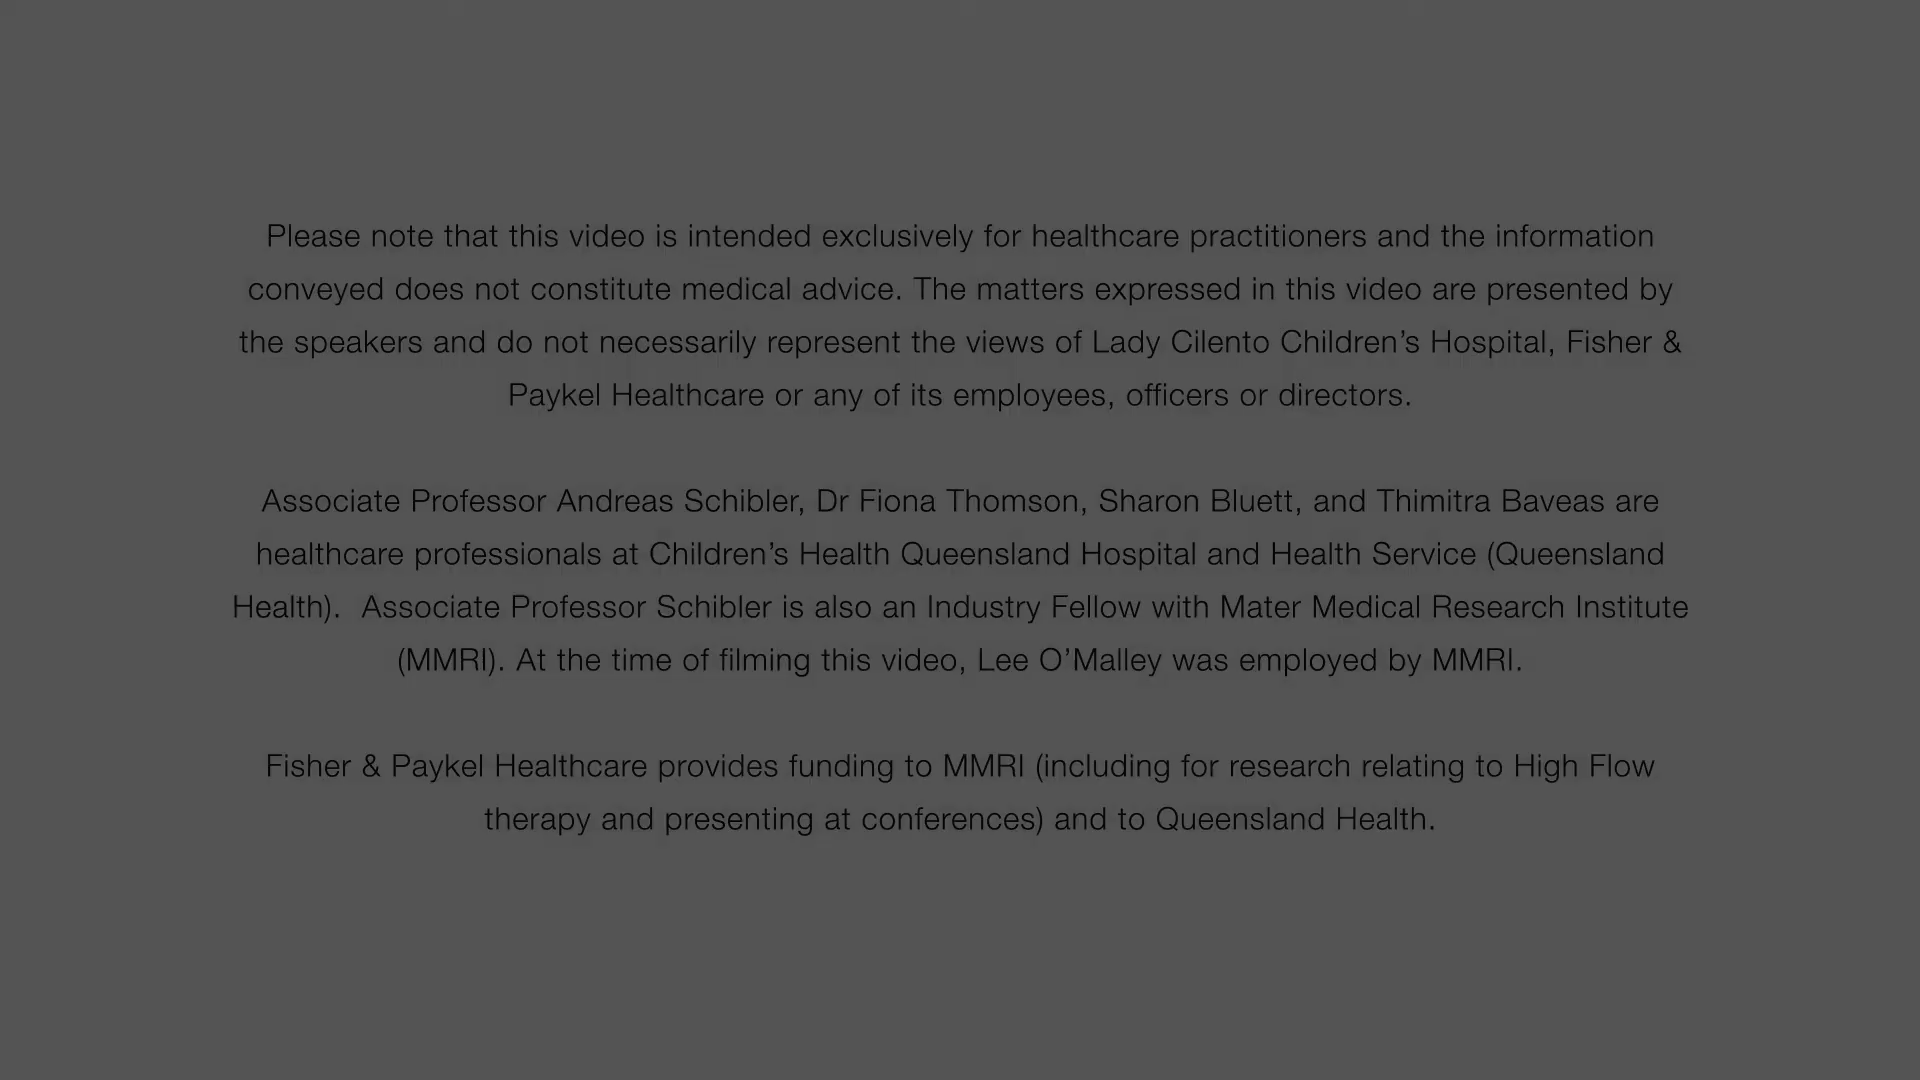 Please note that this video is intended exclusively for healthcare practitioners and the information
conveyed does not constitute medical advice. The matters expressed in this video are presented by
the speakers and do not necessarily represent the views of Lady Cilento Children’s Hospital, Fisher &
Paykel Healthcare or any of its employees, officers or directors.
Associate Professor Andreas Schibler, Dr Fiona Thomson, Sharon Bluett, and Thimitra Baveas are
healthcare professionals at Children’s Health Queensland Hospital and Health Service (Queensland
Health).  Associate Professor Schibler is also an Industry Fellow with Mater Medical Research Institute
(MMRI). At the time of filming this video, Lee O’Malley was employed by MMRI.
Fisher & Paykel Healthcare provides funding to MMRI (including for research relating to High Flow
therapy and presenting at conferences) and to Queensland Health.